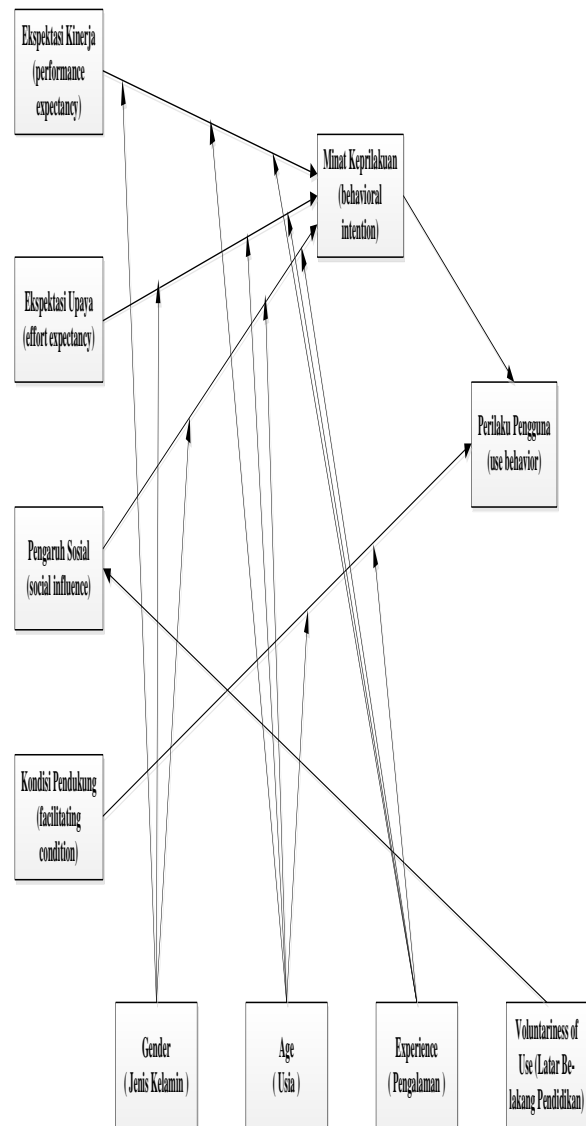 Ekspektasi Kinerja
(performance
expectancy)
Minat Keprilakuan
(behavioral
intention)
Ekspektasi Upaya
(effort expectancy)
Perilaku Pengguna
(use behavior)
Pengaruh Sosial
(social influence)
Kondisi Pendukung
(facilitating
condition)
Gender
( Jenis Kelamin)
Age
( Usia)
Experience
( Pengalaman)
Voluntariness of
Use (Latar Be-
lakang Pendidikan)